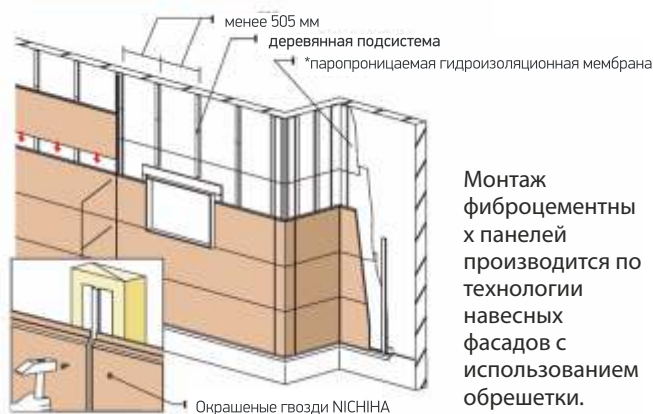 менее 505 мм
деревянная подсистема
*паропроницаемая гидроизоляционная мембрана
Монтаж
фиброцементны
х панелей
производится по
технологии
навесных
фасадов с
использованием
обрешетки.
Окрашеные гвозди NICHIHA